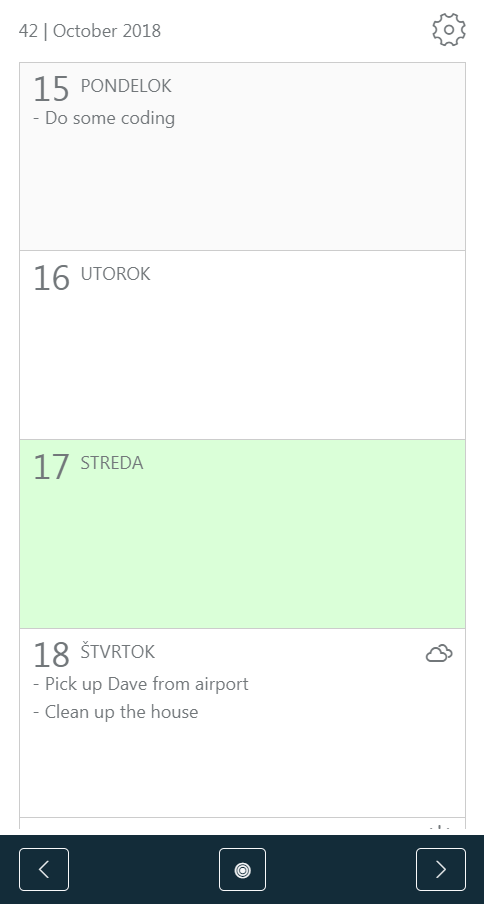 42 | October 2018
15 PONDELOK
- Do some coding
16 UTOROK
17 STREDA
18 ŠTVRTOK
- Pick up Dave from airport
- Clean up the house